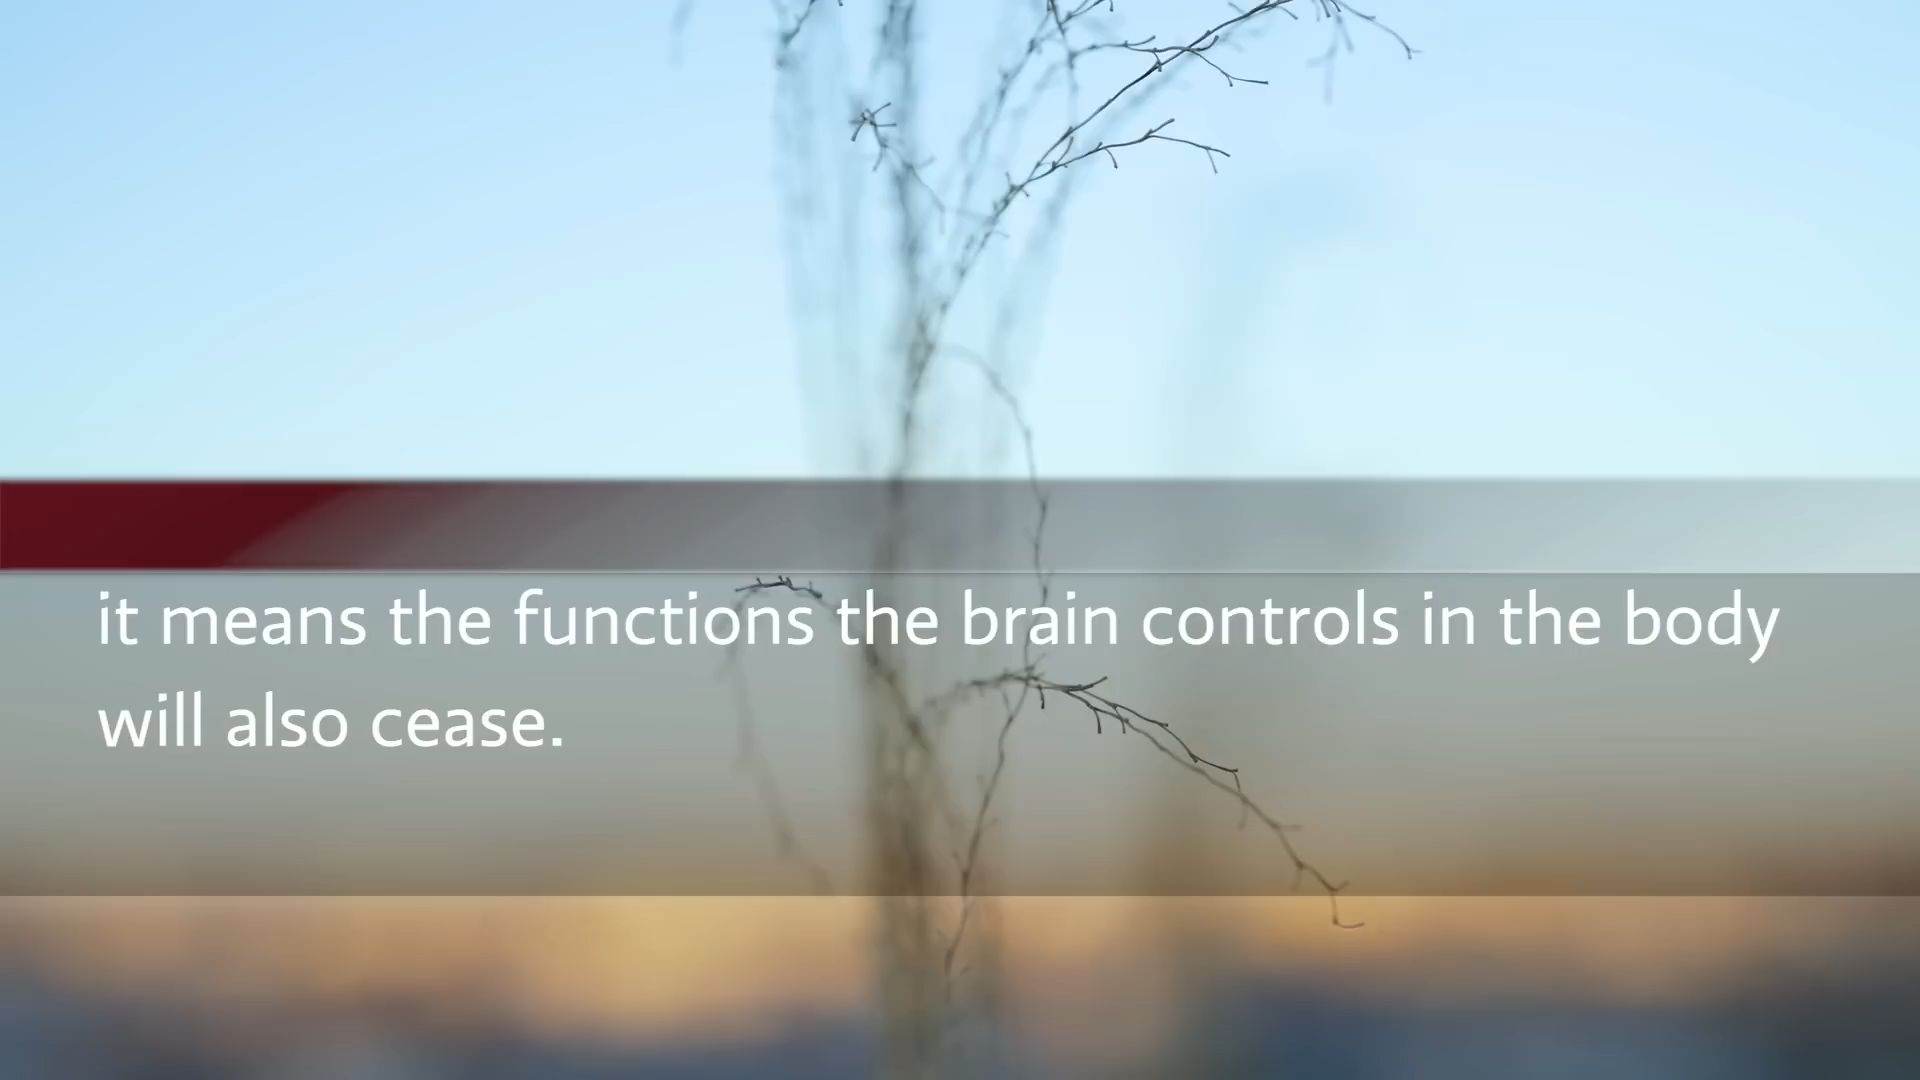 it means the functions the brain controls in the body
will also cease.